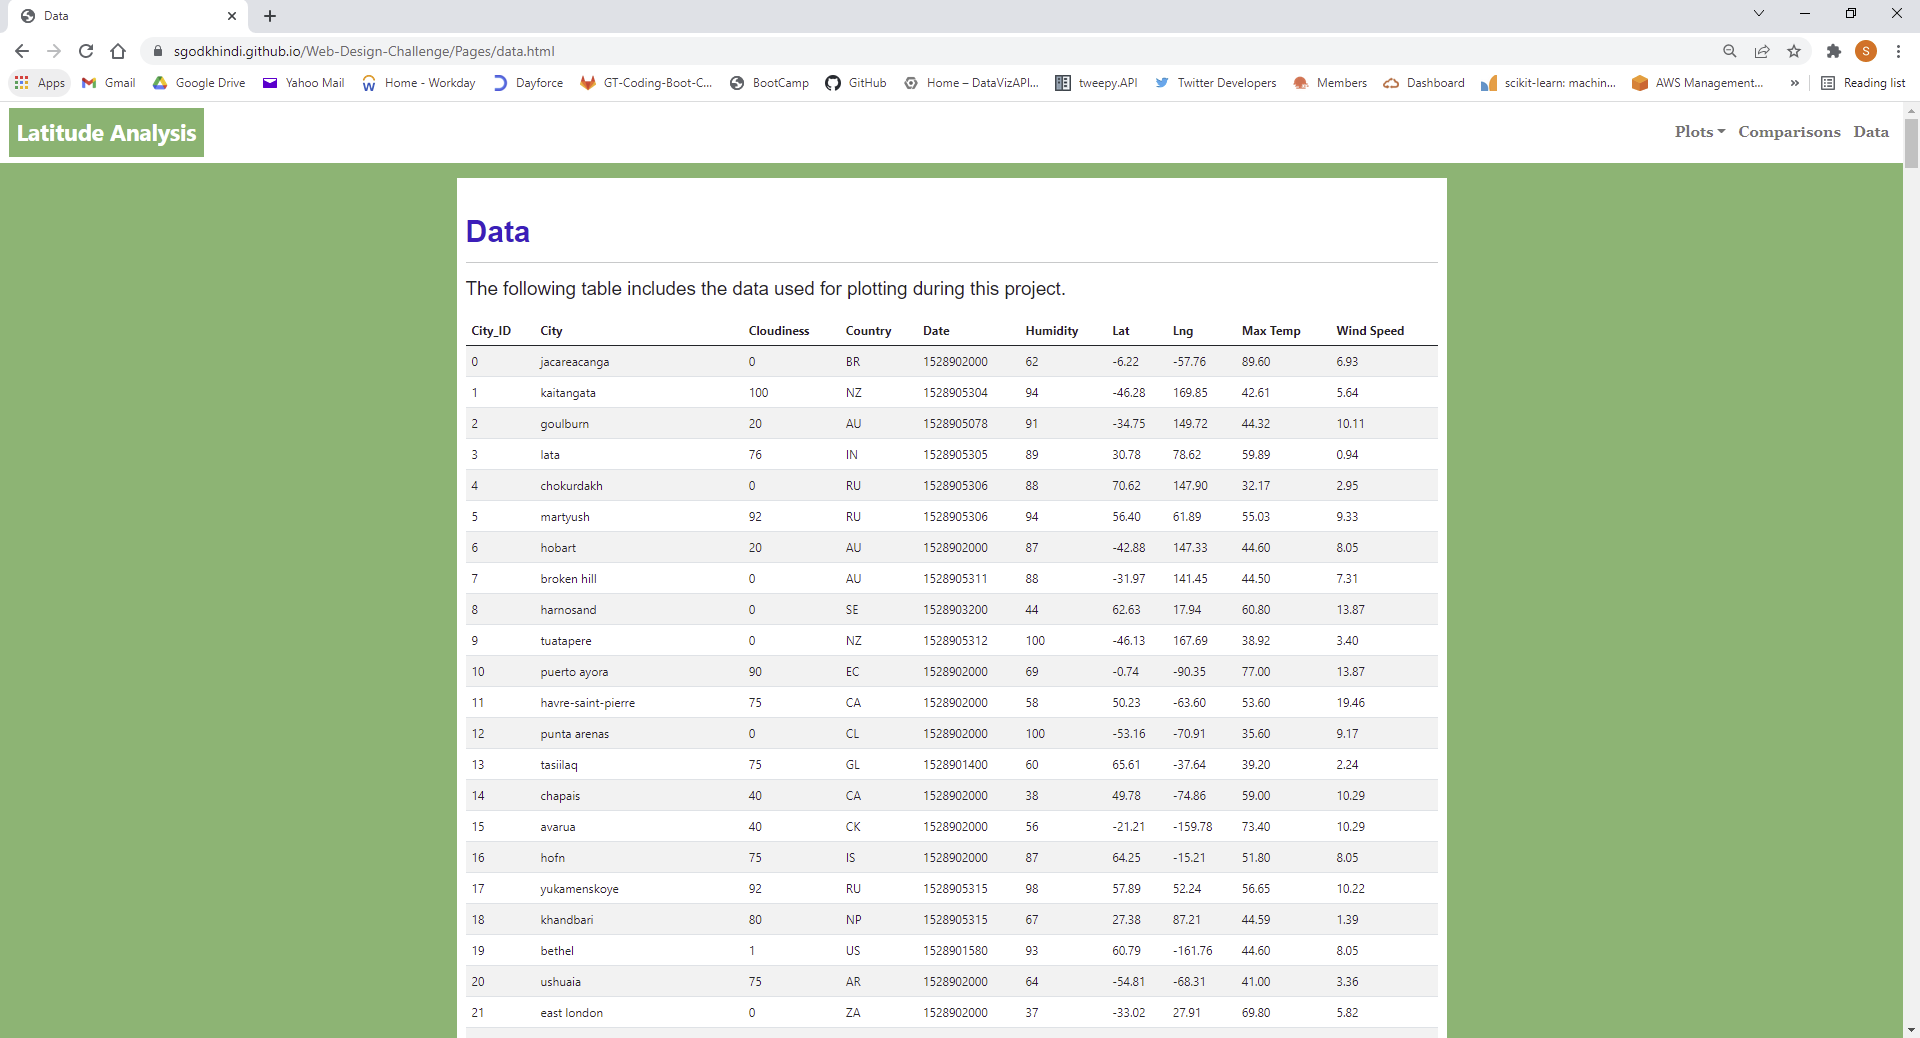 Data
sgodkhindi.github.io/Web-Design-Challenge/Pages/data.html
S
Apps Gmail Google Drive Yahoo Mail Home - Workday Dayforce GT-Coding-Boot-C... BootCamp GitHub Home – DataVizAPI... tweepy.API Twitter Developers Members Dashboard scikit-learn: machin... AWS Management... » Reading list
Latitude Analysis
Plots Comparisons Data
Data
The following table includes the data used for plotting during this project.
City_ID City Cloudiness Country Date Humidity Lat Lng Max Temp Wind Speed
0 jacareacanga 0 BR 1528902000 62 -6.22 -57.76 89.60 6.93
1 kaitangata 100 NZ 1528905304 94 -46.28 169.85 42.61 5.64
2 goulburn 20 AU 1528905078 91 -34.75 149.72 44.32 10.11
3 lata 76 IN 1528905305 89 30.78 78.62 59.89 0.94
4 chokurdakh 0 RU 1528905306 88 70.62 147.90 32.17 2.95
5 martyush 92 RU 1528905306 94 56.40 61.89 55.03 9.33
6 hobart 20 AU 1528902000 87 -42.88 147.33 44.60 8.05
7 broken hill 0 AU 1528905311 88 -31.97 141.45 44.50 7.31
8 harnosand 0 SE 1528903200 44 62.63 17.94 60.80 13.87
9 tuatapere 0 NZ 1528905312 100 -46.13 167.69 38.92 3.40
10 puerto ayora 90 EC 1528902000 69 -0.74 -90.35 77.00 13.87
11 havre-saint-pierre 75 CA 1528902000 58 50.23 -63.60 53.60 19.46
12 punta arenas 0 CL 1528902000 100 -53.16 -70.91 35.60 9.17
13 tasiilaq 75 GL 1528901400 60 65.61 -37.64 39.20 2.24
14 chapais 40 CA 1528902000 38 49.78 -74.86 59.00 10.29
15 avarua 40 CK 1528902000 56 -21.21 -159.78 73.40 10.29
16 hofn 75 IS 1528902000 87 64.25 -15.21 51.80 8.05
17 yukamenskoye 92 RU 1528905315 98 57.89 52.24 56.65 10.22
18 khandbari 80 NP 1528905315 67 27.38 87.21 44.59 1.39
19 bethel 1 US 1528901580 93 60.79 -161.76 44.60 8.05
20 ushuaia 75 AR 1528902000 64 -54.81 -68.31 41.00 3.36
21 east london 0 ZA 1528902000 37 -33.02 27.91 69.80 5.82